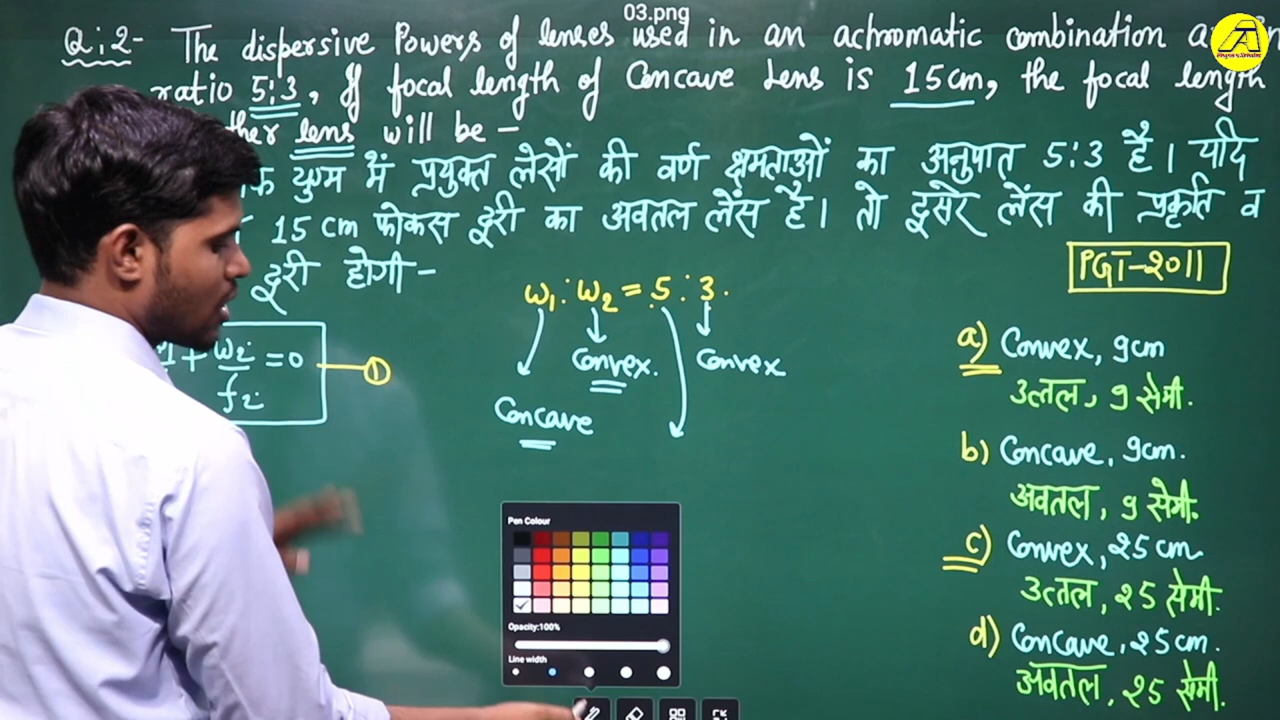 03.png
Q:2- The dispersive Powers of lenses used in an achromatic combination
ratio 5:3, If focal length of Concave Lens is 15cm, the focal length
lens will be -
युग्म में प्रयुक्त लेंसों की वर्ण क्षमताओं का अनुपात 5:3 है। यदि
15 cm फोकस दूरी का अवतल लेंस है। तो दूसरे लेंस की प्रकृति व
दूरी होगी-
PGT-2011
ω₁:ω₂=5:3.
+ω₂/f₂=0 ①
Convex. Convex
Concave
a) Convex, 9cm
उत्तल, 9 सेमी.
b) Concave, 9cm.
अवतल, 9 सेमी.
c) Convex, 25cm
उत्तल, 25 सेमी.
d) Concave, 25cm.
अवतल, 25 सेमी.
Pen Colour
Opacity:100%
Line width